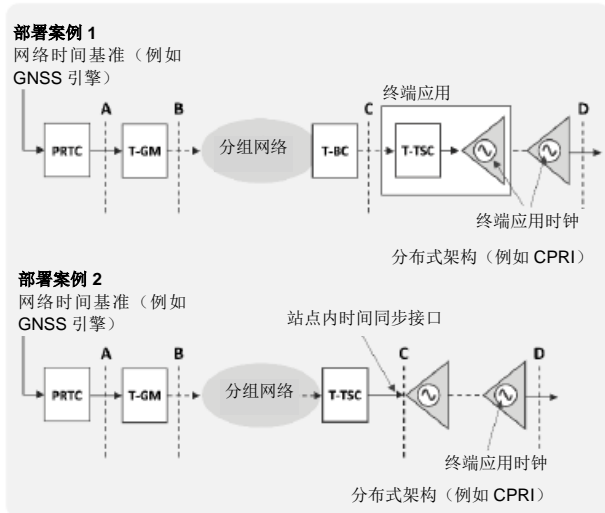 部署案例 1
网络时间基准（例如
GNSS 引擎）
A
B
C
终端应用
D
PRTC
T-GM
分组网络
T-BC
T-TSC
终端应用时钟
分布式架构（例如 CPRI）
部署案例 2
网络时间基准（例如
GNSS 引擎）
站点内时间同步接口
A
B
C
D
PRTC
T-GM
分组网络
T-TSC
终端应用时钟
分布式架构（例如 CPRI）